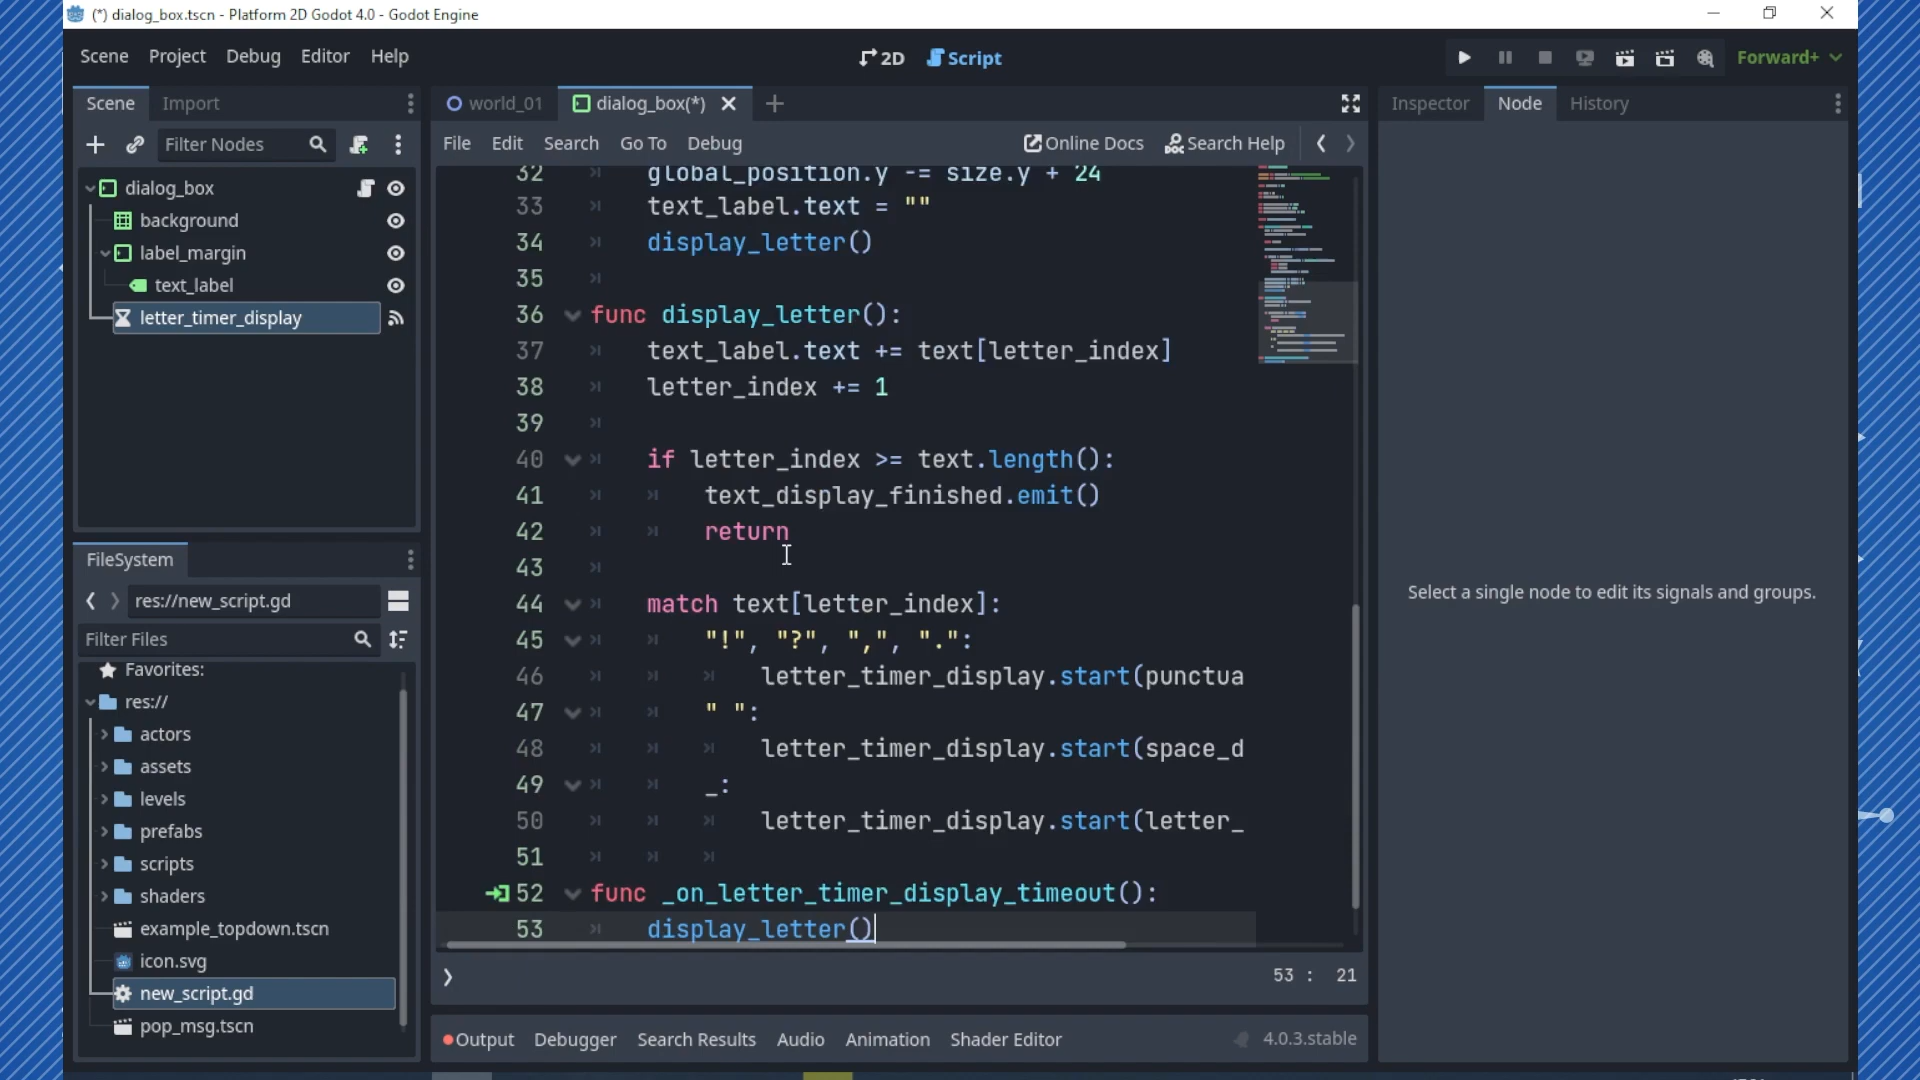 (*) dialog_box.tscn - Platform 2D Godot 4.0 - Godot Engine
Scene Project Debug Editor Help
2D Script
Forward+
Scene Import
Filter Nodes
dialog_box
background
label_margin
text_label
letter_timer_display
FileSystem
res://new_script.gd
Filter Files
Favorites:
res://
actors
assets
levels
prefabs
scripts
shaders
example_topdown.tscn
icon.svg
new_script.gd
pop_msg.tscn
world_01 dialog_box(*)
File Edit Search Go To Debug Online Docs Search Help
32 global_position.y -= size.y + 24
33 text_label.text = ""
34 display_letter()
35
36 func display_letter():
37 text_label.text += text[letter_index]
38 letter_index += 1
39
40 if letter_index >= text.length():
41 text_display_finished.emit()
42 return
43
44 match text[letter_index]:
45 "!", "?", ",", ".":
46 letter_timer_display.start(punctua
47 " ":
48 letter_timer_display.start(space_d
49 _:
50 letter_timer_display.start(letter_
51
52 func _on_letter_timer_display_timeout():
53 display_letter()
53 : 21
Output Debugger Search Results Audio Animation Shader Editor 4.0.3.stable
Inspector Node History
Select a single node to edit its signals and groups.